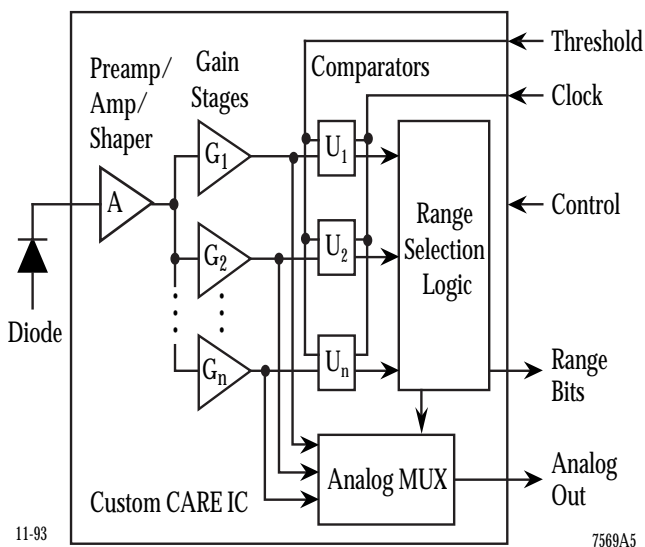 Threshold
Preamp/
Amp/
Shaper
Gain
Stages
Comparators
Clock
G1
U1
A
Range
Selection
Logic
Control
G2
U2
Diode
Gn
Un
Range
Bits
Analog MUX
Analog
Out
Custom CARE IC
11-93
7569A5